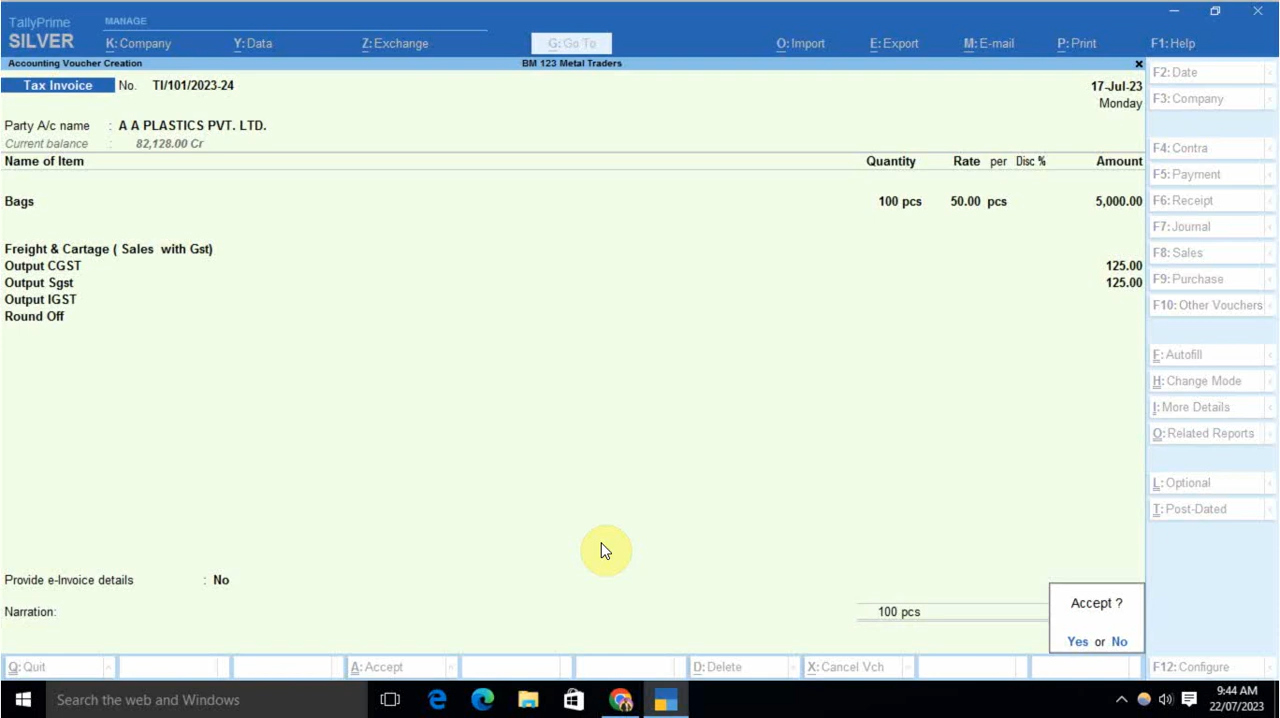 TallyPrime
SILVER
MANAGE
K: Company Y: Data Z: Exchange G: Go To O: Import E: Export M: E-mail P: Print F1: Help
Accounting Voucher Creation BM 123 Metal Traders
Tax Invoice No. TI/101/2023-24 17-Jul-23
Monday
Party A/c name : A A PLASTICS PVT. LTD.
Current balance : 82,128.00 Cr
Name of Item Quantity Rate per Disc % Amount
Bags 100 pcs 50.00 pcs 5,000.00
Freight & Cartage ( Sales with Gst)
Output CGST 125.00
Output Sgst 125.00
Output IGST
Round Off
Provide e-Invoice details : No
Narration: 100 pcs
Accept ?
Yes or No
F2: Date
F3: Company
F4: Contra
F5: Payment
F6: Receipt
F7: Journal
F8: Sales
F9: Purchase
F10: Other Vouchers
F: Autofill
H: Change Mode
I: More Details
O: Related Reports
L: Optional
T: Post-Dated
Q: Quit A: Accept D: Delete X: Cancel Vch F12: Configure
Search the web and Windows
9:44 AM
22/07/2023